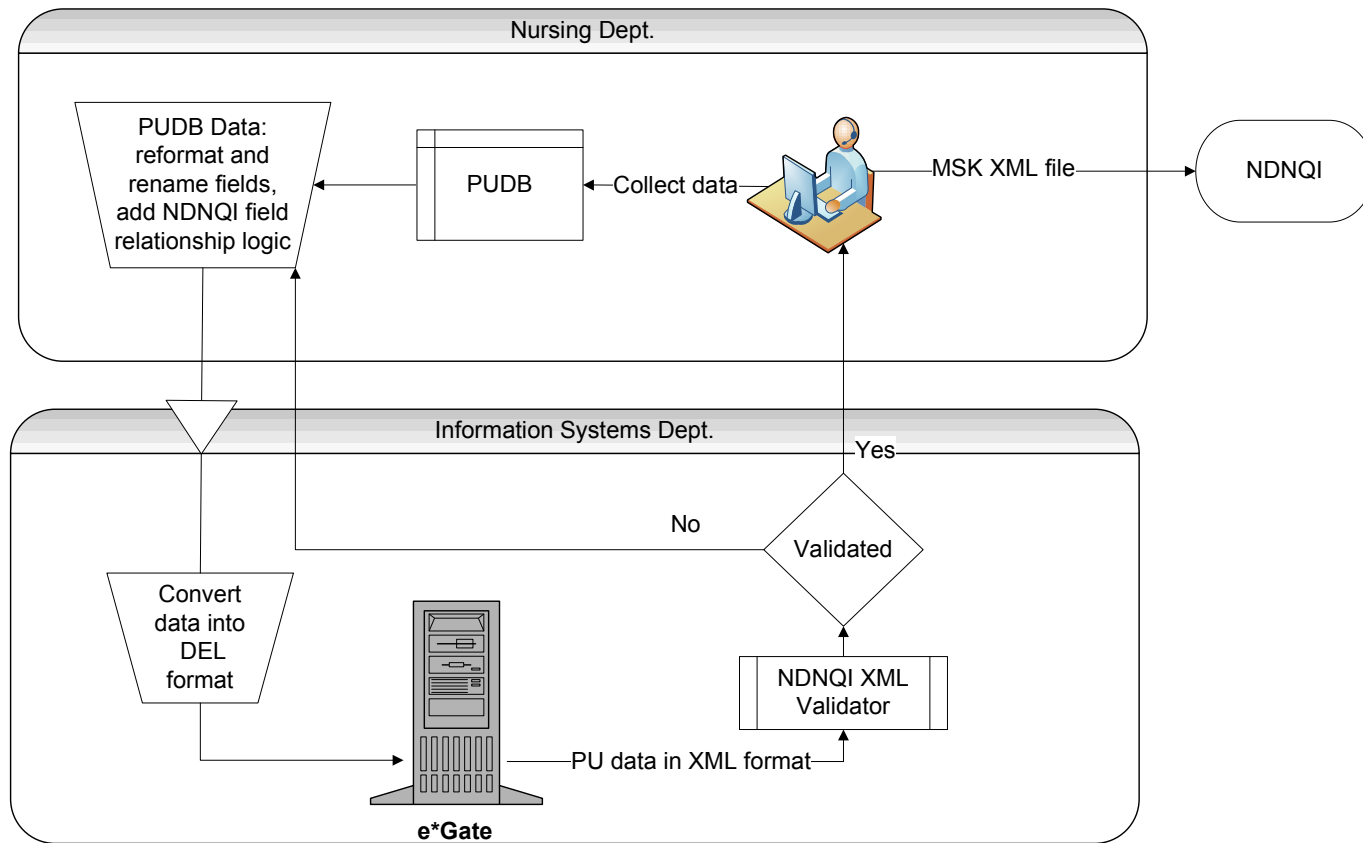 Nursing Dept.
PUDB Data:
reformat and
rename fields,
add NDNQI field
relationship logic
PUDB
Collect data
MSK XML file
NDNQI
Information Systems Dept.
Yes
No
Validated
Convert
data into
DEL
format
NDNQI XML
Validator
PU data in XML format
e*Gate